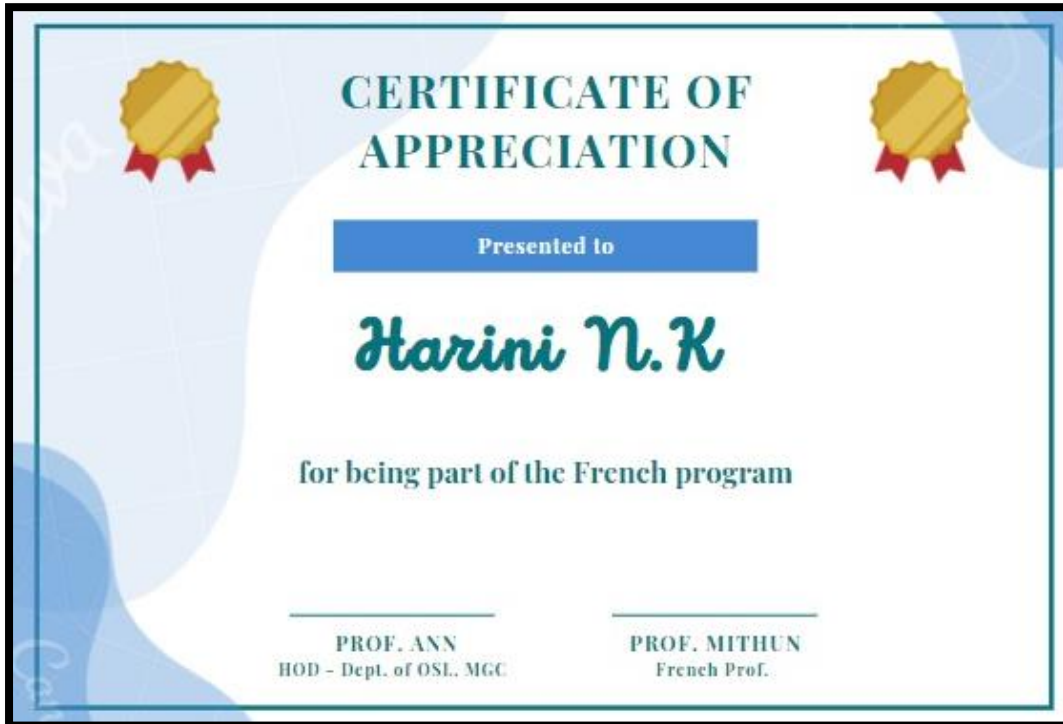 CERTIFICATE OF
APPRECIATION
Presented to
Harini N.K
for being part of the French program
PROF. ANN
PROF. MITHUN
HOD – Dept. of OSL. MGC
French Prof.